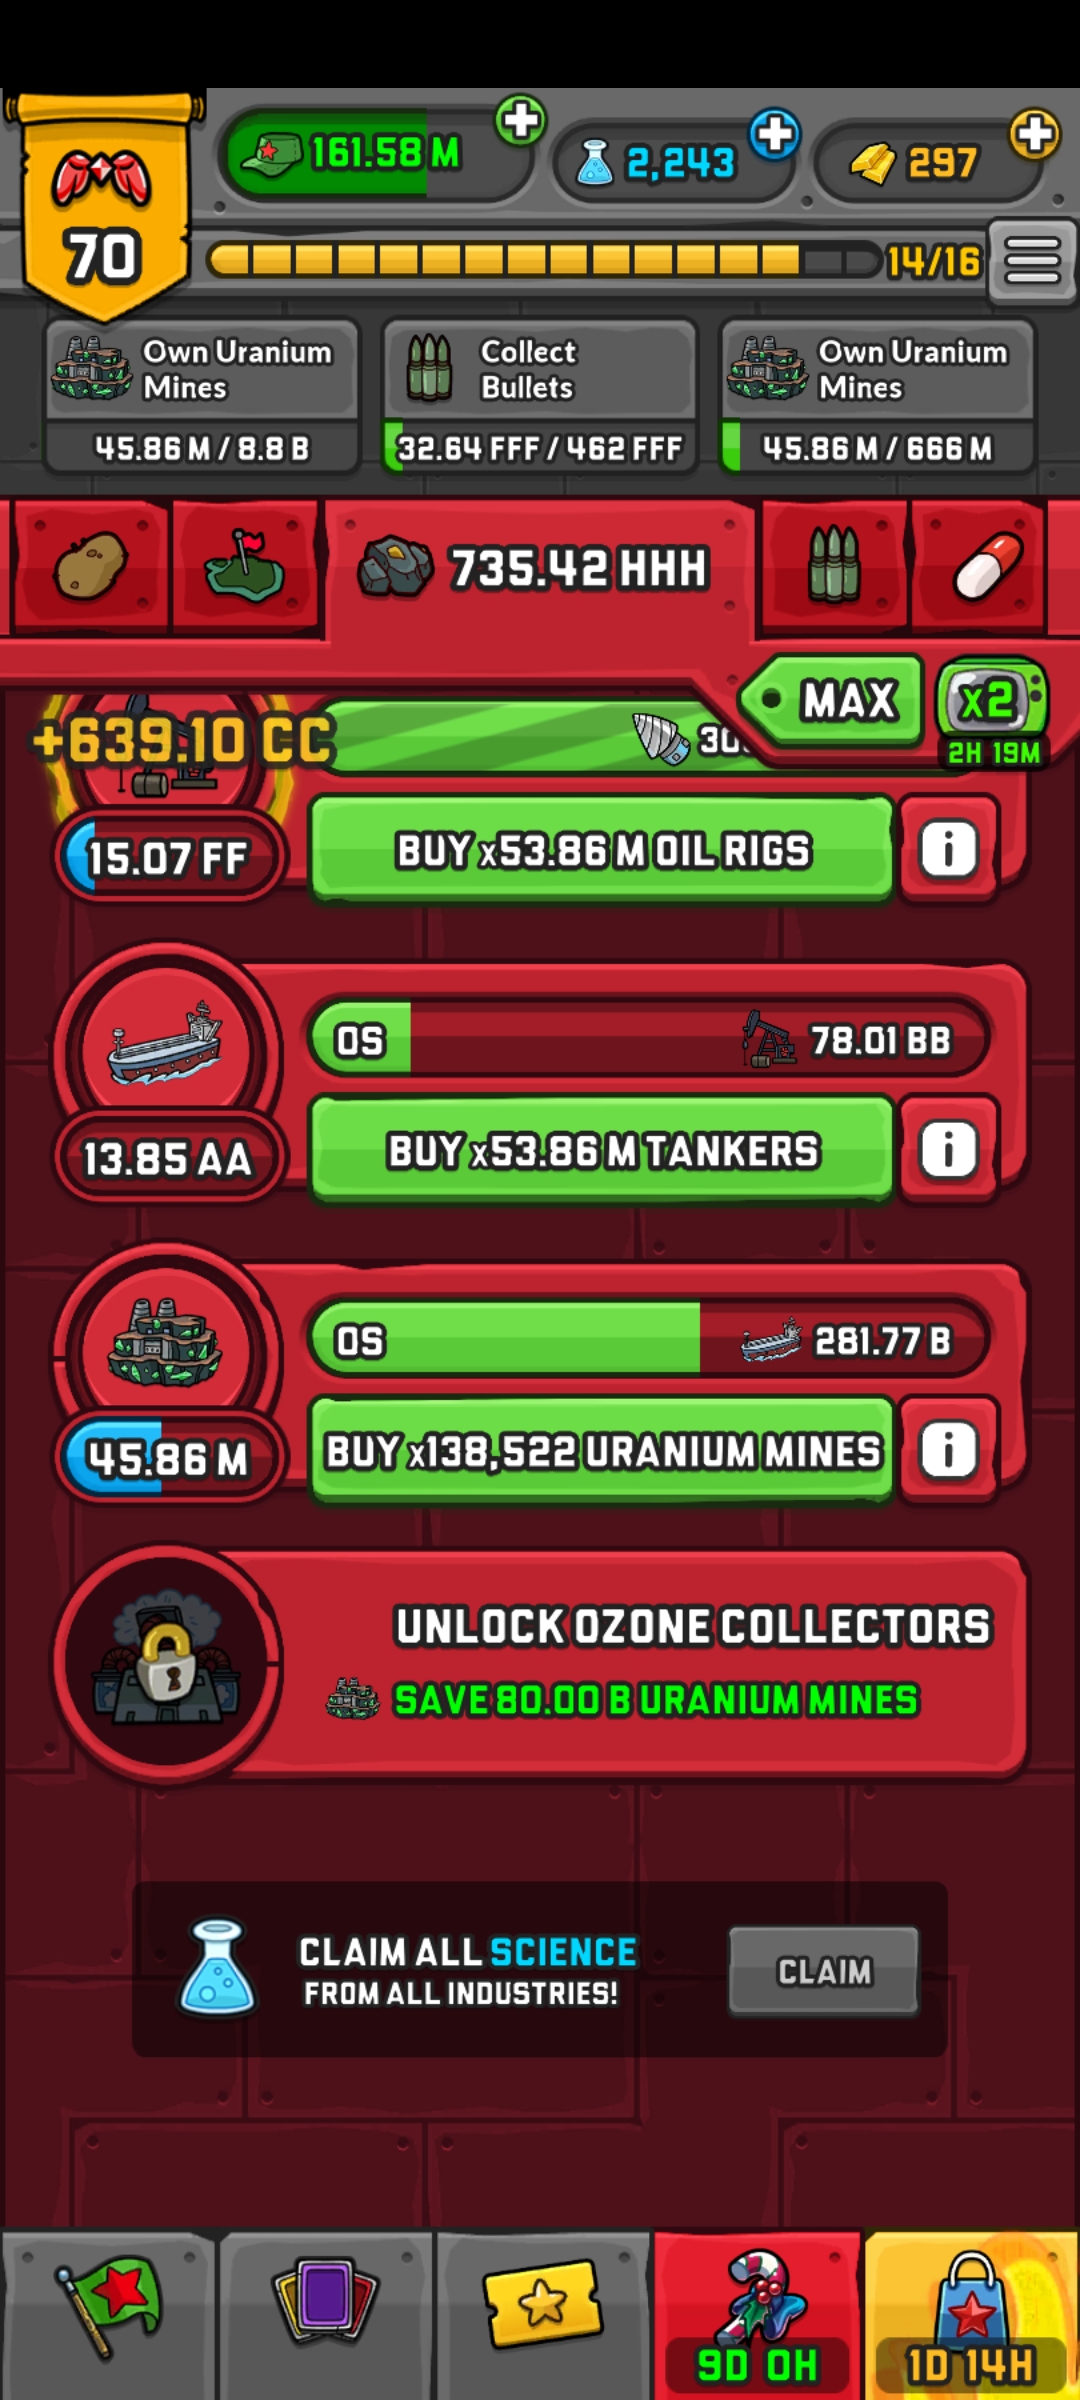 161.58 M
2,243
297
70
14/16
Own Uranium
Mines
45.86 M / 8.8 B
Collect
Bullets
32.64 FFF / 462 FFF
Own Uranium
Mines
45.86 M / 666 M
735.42 HHH
MAX
x2
2H 19M
+639.10 CC
30.
15.07 FF
BUY x53.86 M OIL RIGS
i
0S
78.01 BB
13.85 AA
BUY x53.86 M TANKERS
i
0S
281.77 B
45.86 M
BUY x138,522 URANIUM MINES
i
UNLOCK OZONE COLLECTORS
SAVE 80.00 B URANIUM MINES
CLAIM ALL SCIENCE
FROM ALL INDUSTRIES!
CLAIM
9D 0H
1D 14H